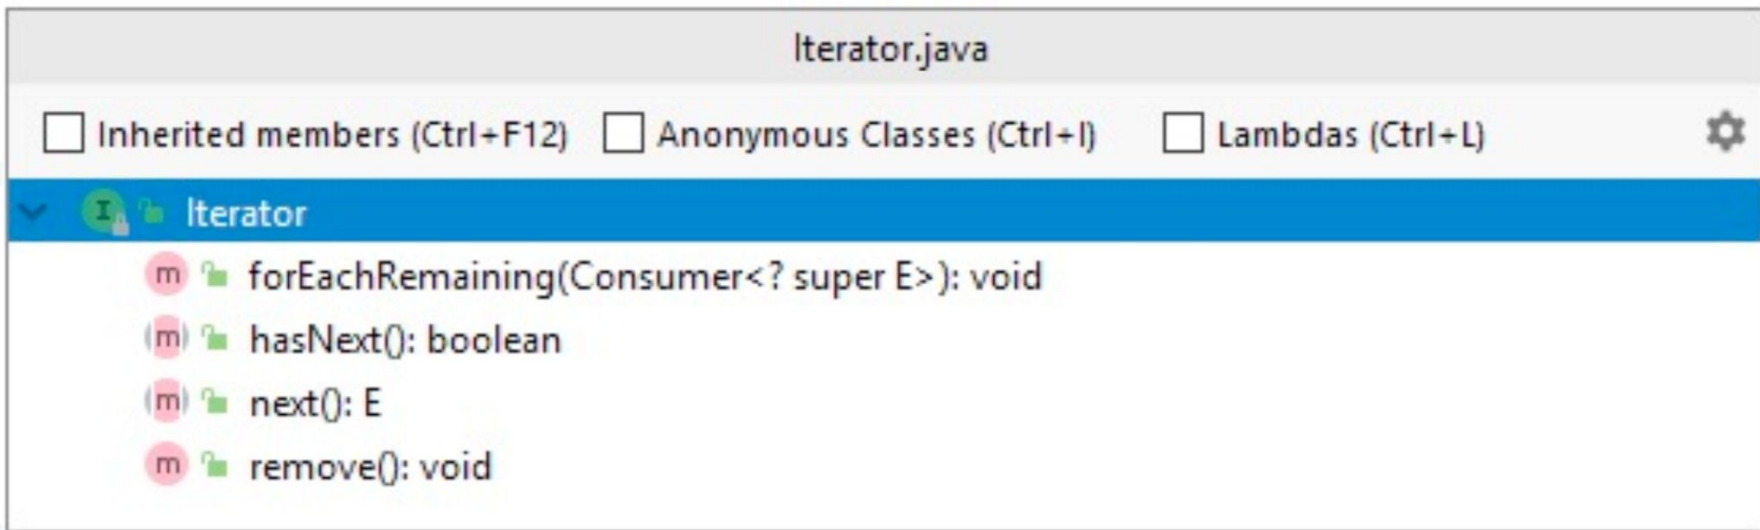 Iterator.java
Inherited members (Ctrl+F12) Anonymous Classes (Ctrl+I) Lambdas (Ctrl+L)
I Iterator
m forEachRemaining(Consumer<? super E>): void
m hasNext(): boolean
m next(): E
m remove(): void